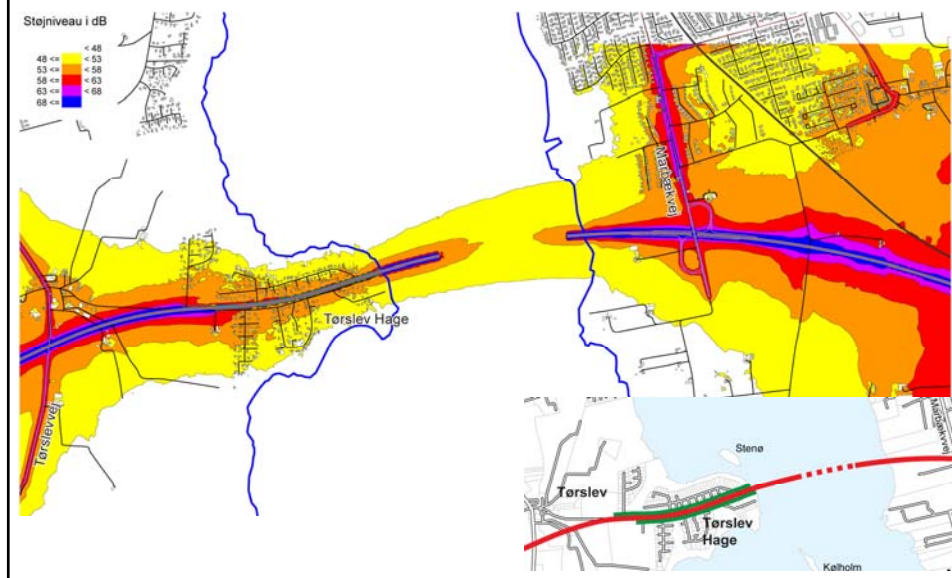 Støjniveau i dB
< 48
48 <= < 53
53 <= < 58
58 <= < 63
63 <= < 68
68 <=
Marbækvej
Tørslev Hage
Tørslevvej
Marbækvej
Stenø
Tørslev
Tørslev
Hage
Kølholm